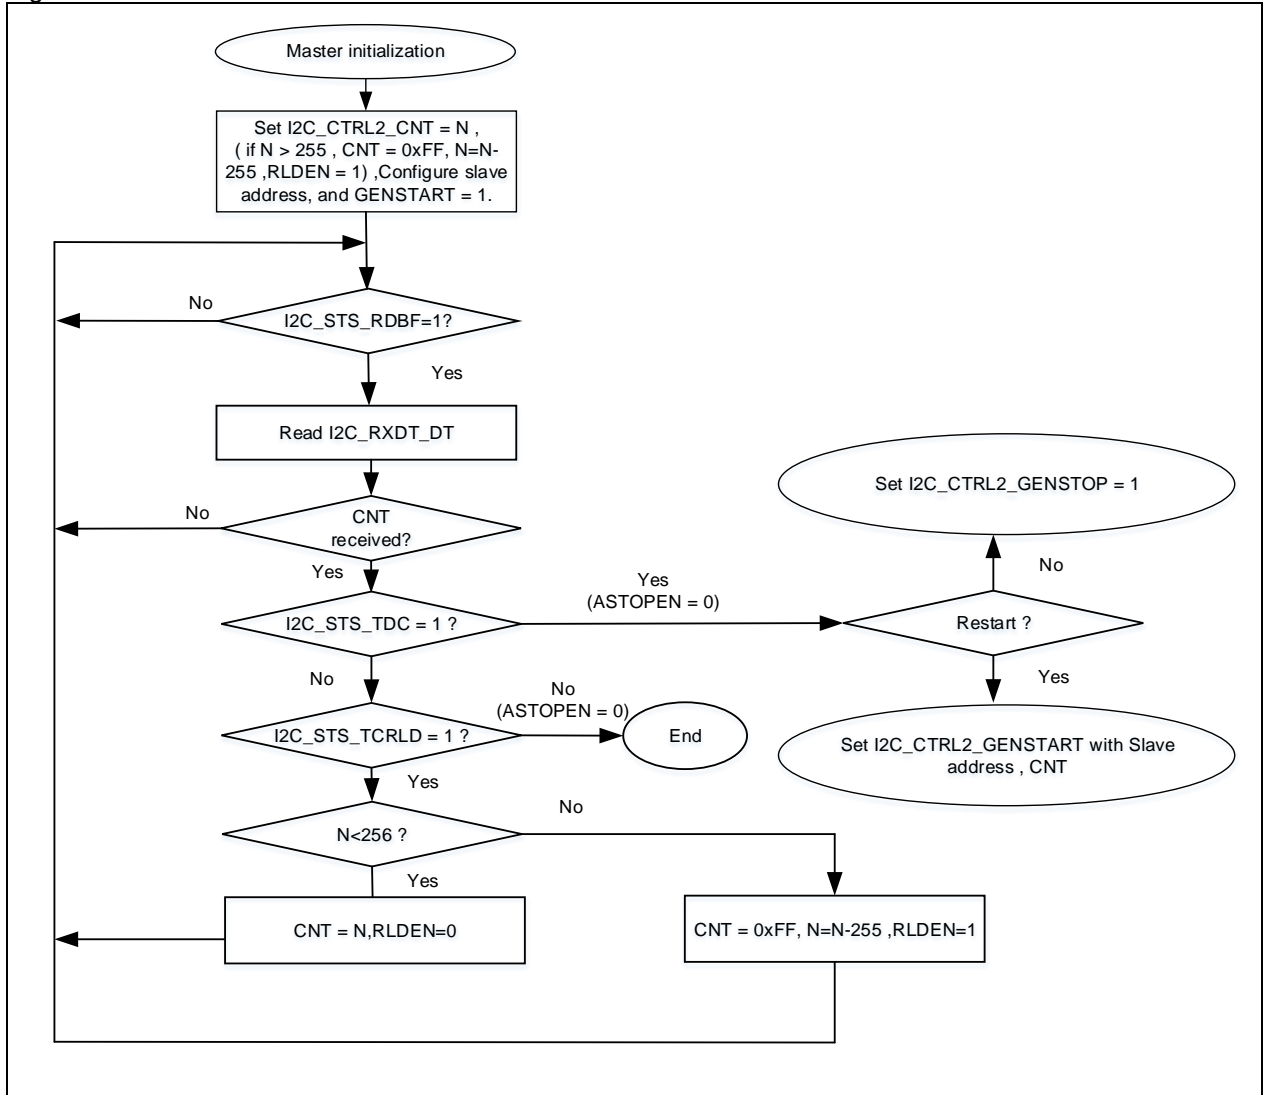 Master initialization
Set I2C_CTRL2_CNT = N ,
( if N > 255 , CNT = 0xFF, N=N-
255 ,RLDEN = 1) ,Configure slave
address, and GENSTART = 1.
No
I2C_STS_RDBF=1?
Yes
Read I2C_RXDT_DT
No
CNT
received?
Yes
I2C_STS_TDC = 1 ?
Yes
(ASTOPEN = 0)
Set I2C_CTRL2_GENSTOP = 1
No
Restart ?
Yes
Set I2C_CTRL2_GENSTART with Slave
address , CNT
No
I2C_STS_TCRLD = 1 ?
No
(ASTOPEN = 0)
End
Yes
N<256 ?
No
Yes
CNT = N,RLDEN=0
CNT = 0xFF, N=N-255 ,RLDEN=1